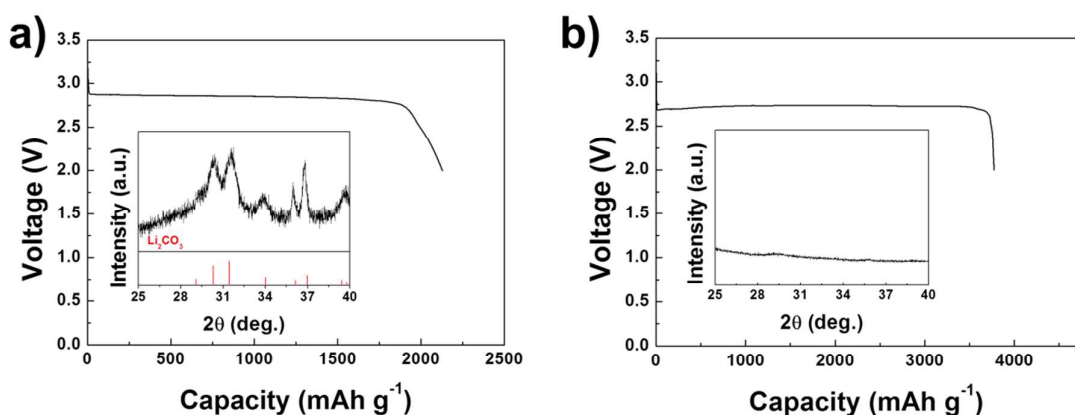 a)
3.5
3.0
2.5
2.0
1.5
1.0
0.5
0.0
Voltage (V)
0 500 1000 1500 2000 2500
Capacity (mAh g⁻¹)
Intensity (a.u.)
Li₂CO₃
25 28 31 34 37 40
2θ (deg.)
b)
3.5
3.0
2.5
2.0
1.5
1.0
0.5
0.0
Voltage (V)
0 1000 2000 3000 4000
Capacity (mAh g⁻¹)
Intensity (a.u.)
25 28 31 34 37 40
2θ (deg.)